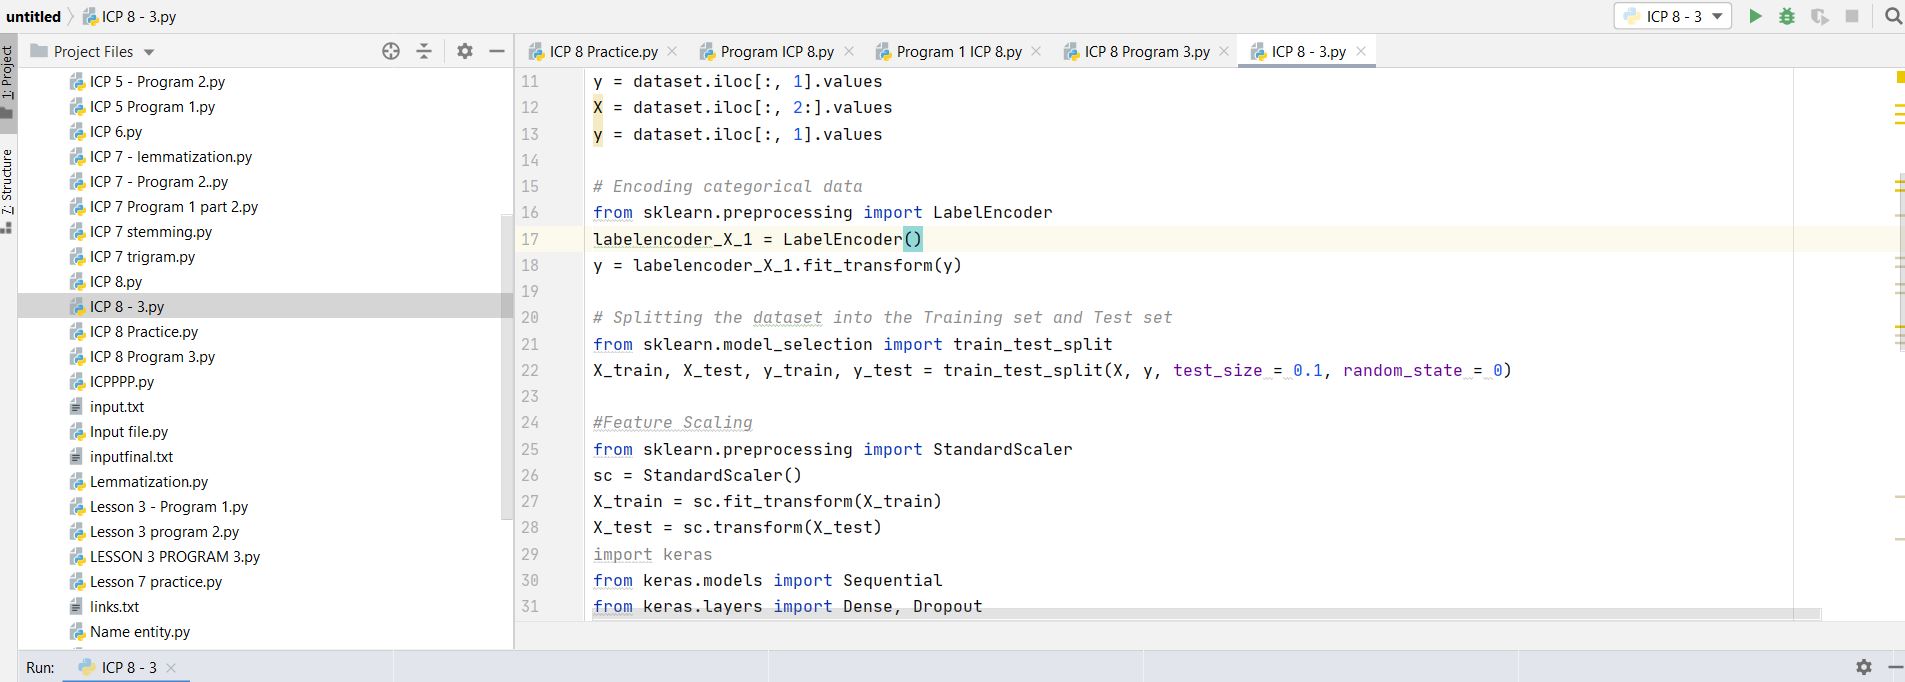 untitled ICP 8 - 3.py
ICP 8 - 3
1: Project
7: Structure
Project Files
ICP 5 - Program 2.py
ICP 5 Program 1.py
ICP 6.py
ICP 7 - lemmatization.py
ICP 7 - Program 2..py
ICP 7 Program 1 part 2.py
ICP 7 stemming.py
ICP 7 trigram.py
ICP 8.py
ICP 8 - 3.py
ICP 8 Practice.py
ICP 8 Program 3.py
ICPPPP.py
input.txt
Input file.py
inputfinal.txt
Lemmatization.py
Lesson 3 - Program 1.py
Lesson 3 program 2.py
LESSON 3 PROGRAM 3.py
Lesson 7 practice.py
links.txt
Name entity.py
ICP 8 Practice.py Program ICP 8.py Program 1 ICP 8.py ICP 8 Program 3.py ICP 8 - 3.py
11 y = dataset.iloc[:, 1].values
12 X = dataset.iloc[:, 2:].values
13 y = dataset.iloc[:, 1].values
14
15 # Encoding categorical data
16 from sklearn.preprocessing import LabelEncoder
17 labelencoder_X_1 = LabelEncoder()
18 y = labelencoder_X_1.fit_transform(y)
19
20 # Splitting the dataset into the Training set and Test set
21 from sklearn.model_selection import train_test_split
22 X_train, X_test, y_train, y_test = train_test_split(X, y, test_size = 0.1, random_state = 0)
23
24 #Feature Scaling
25 from sklearn.preprocessing import StandardScaler
26 sc = StandardScaler()
27 X_train = sc.fit_transform(X_train)
28 X_test = sc.transform(X_test)
29 import keras
30 from keras.models import Sequential
31 from keras.layers import Dense, Dropout
Run: ICP 8 - 3